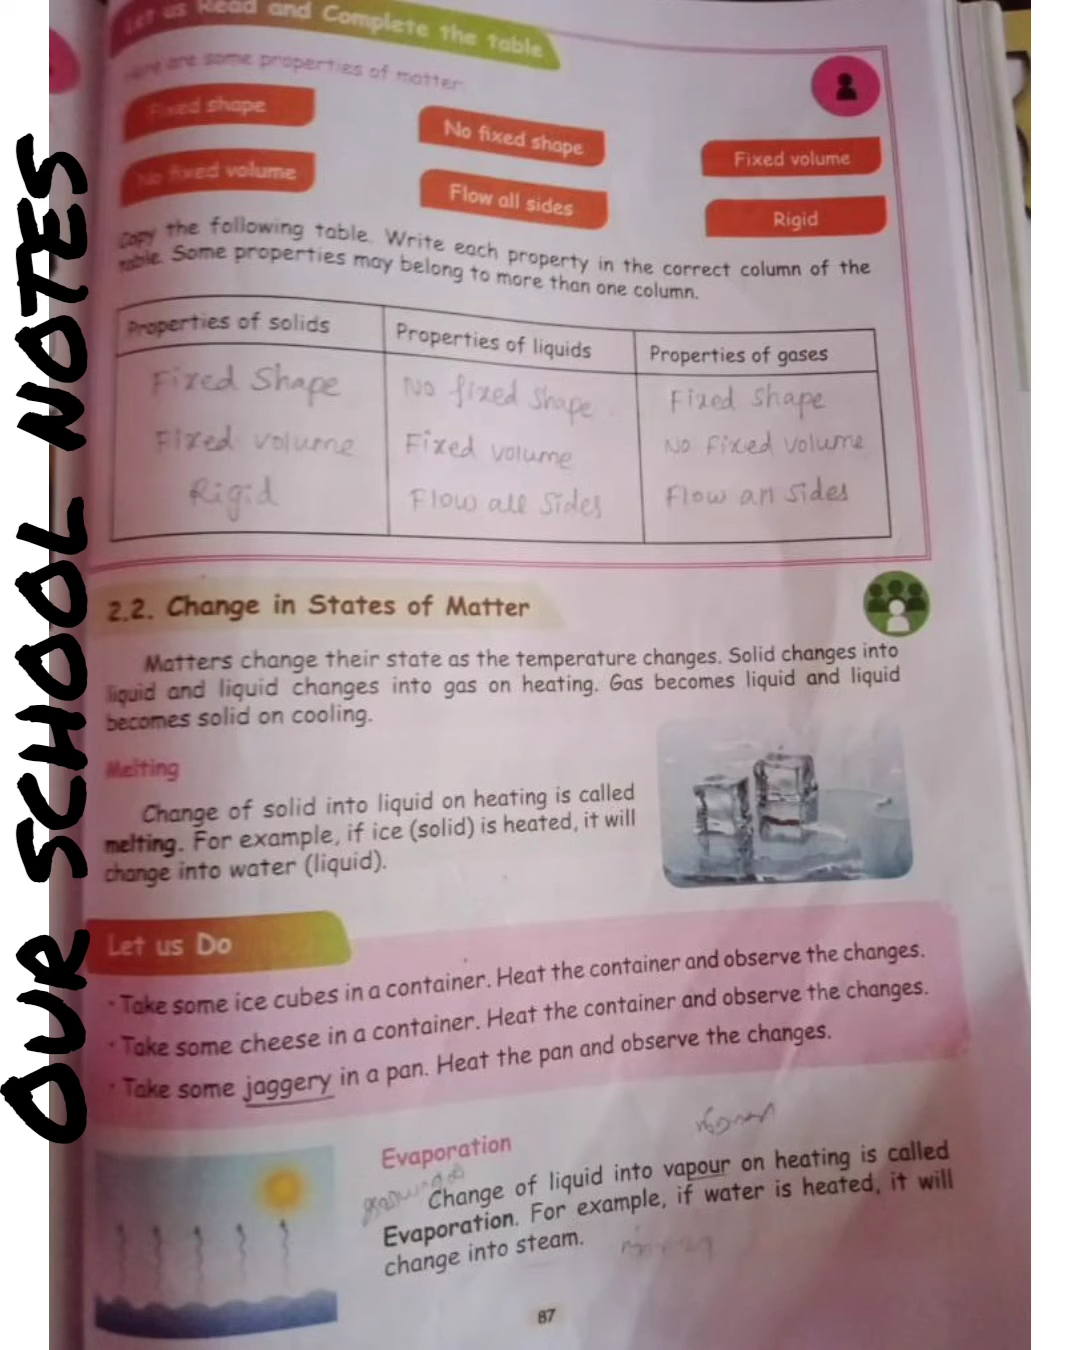 OUR SCHOOL NOTES
Let us Read and Complete the table
Here are some properties of matter
Fixed shape
No fixed shape
Fixed volume
No fixed volume
Flow all sides
Rigid
Copy the following table. Write each property in the correct column of the
table. Some properties may belong to more than one column.
Properties of solids
Properties of liquids
Properties of gases
Fixed Shape
No fixed shape
Fixed shape
Fixed volume
Fixed volume
No fixed volume
Rigid
Flow all sides
Flow all sides
2.2. Change in States of Matter
Matters change their state as the temperature changes. Solid changes into
liquid and liquid changes into gas on heating. Gas becomes liquid and liquid
becomes solid on cooling.
Melting
Change of solid into liquid on heating is called
melting. For example, if ice (solid) is heated, it will
change into water (liquid).
Let us Do
• Take some ice cubes in a container. Heat the container and observe the changes.
• Take some cheese in a container. Heat the container and observe the changes.
• Take some jaggery in a pan. Heat the pan and observe the changes.
Evaporation
Change of liquid into vapour on heating is called
Evaporation. For example, if water is heated, it will
change into steam.
87